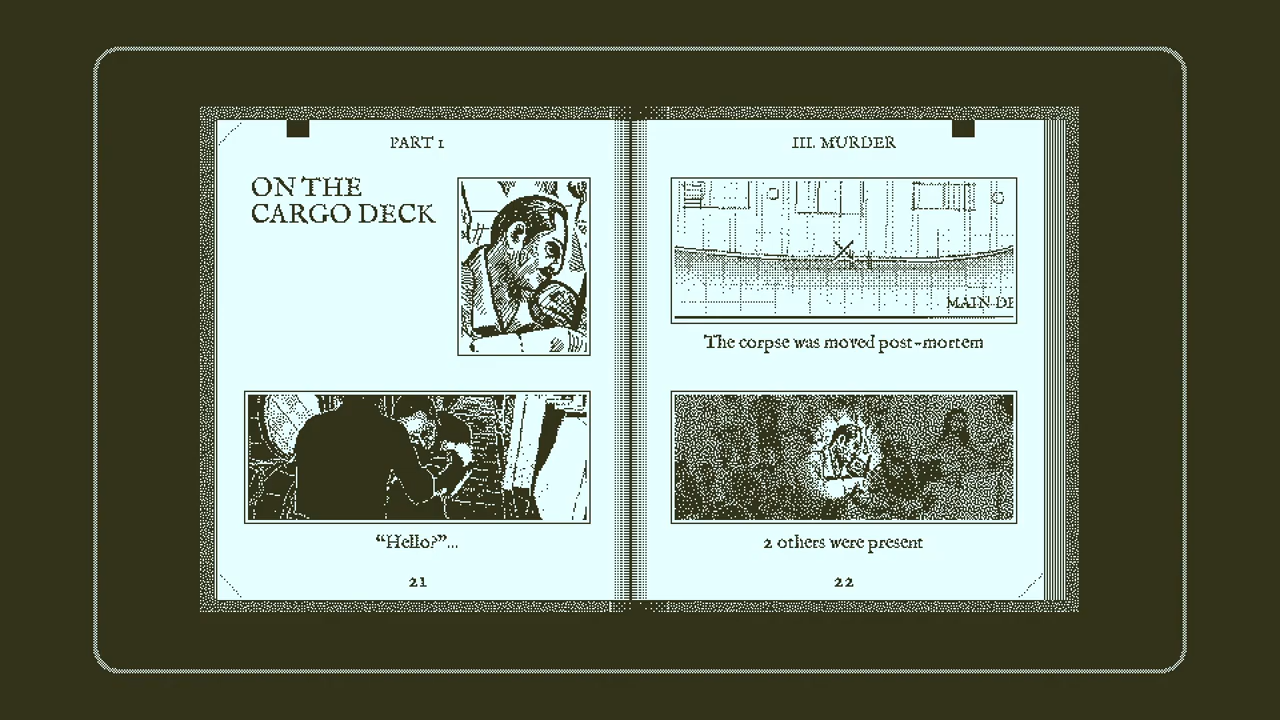 PART 1
ON THE
CARGO DECK
"Hello?"...
21
III. MURDER
MAIN DE
The corpse was moved post-mortem
2 others were present
22